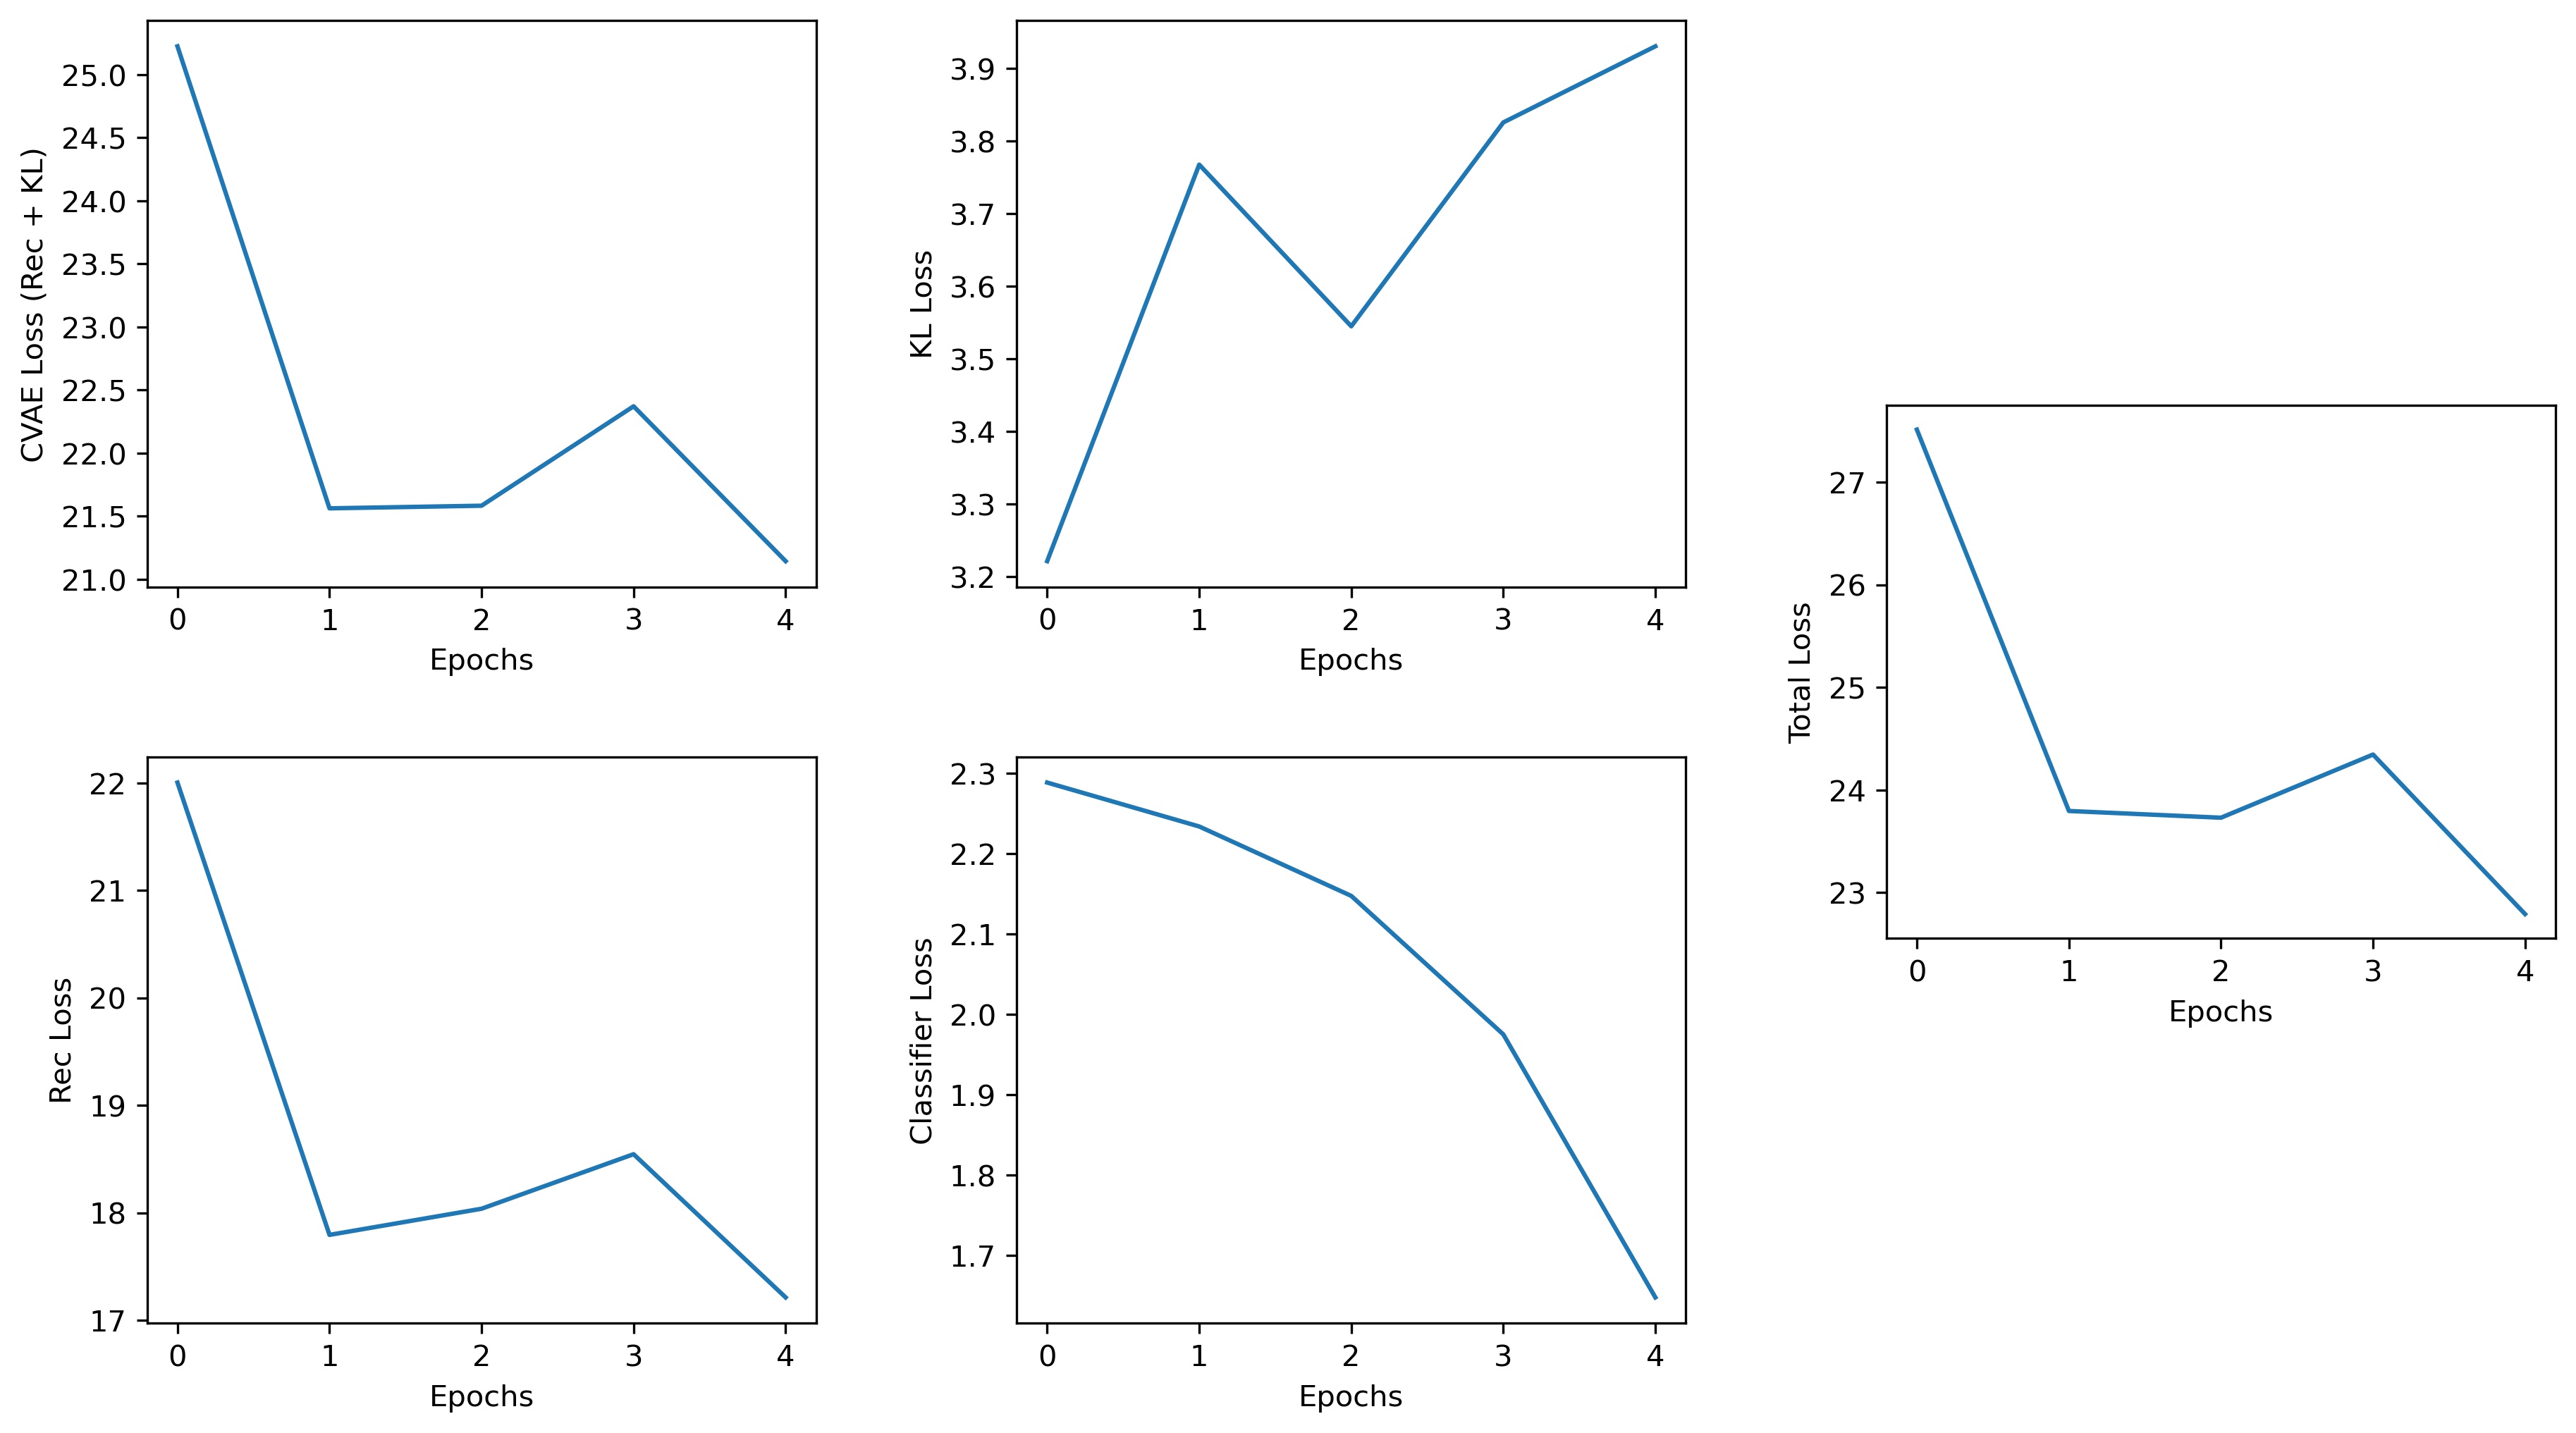 CVAE Loss (Rec + KL)
25.0
24.5
24.0
23.5
23.0
22.5
22.0
21.5
21.0
0 1 2 3 4
Epochs
KL Loss
3.9
3.8
3.7
3.6
3.5
3.4
3.3
3.2
0 1 2 3 4
Epochs
Rec Loss
22
21
20
19
18
17
0 1 2 3 4
Epochs
Classifier Loss
2.3
2.2
2.1
2.0
1.9
1.8
1.7
0 1 2 3 4
Epochs
Total Loss
27
26
25
24
23
0 1 2 3 4
Epochs